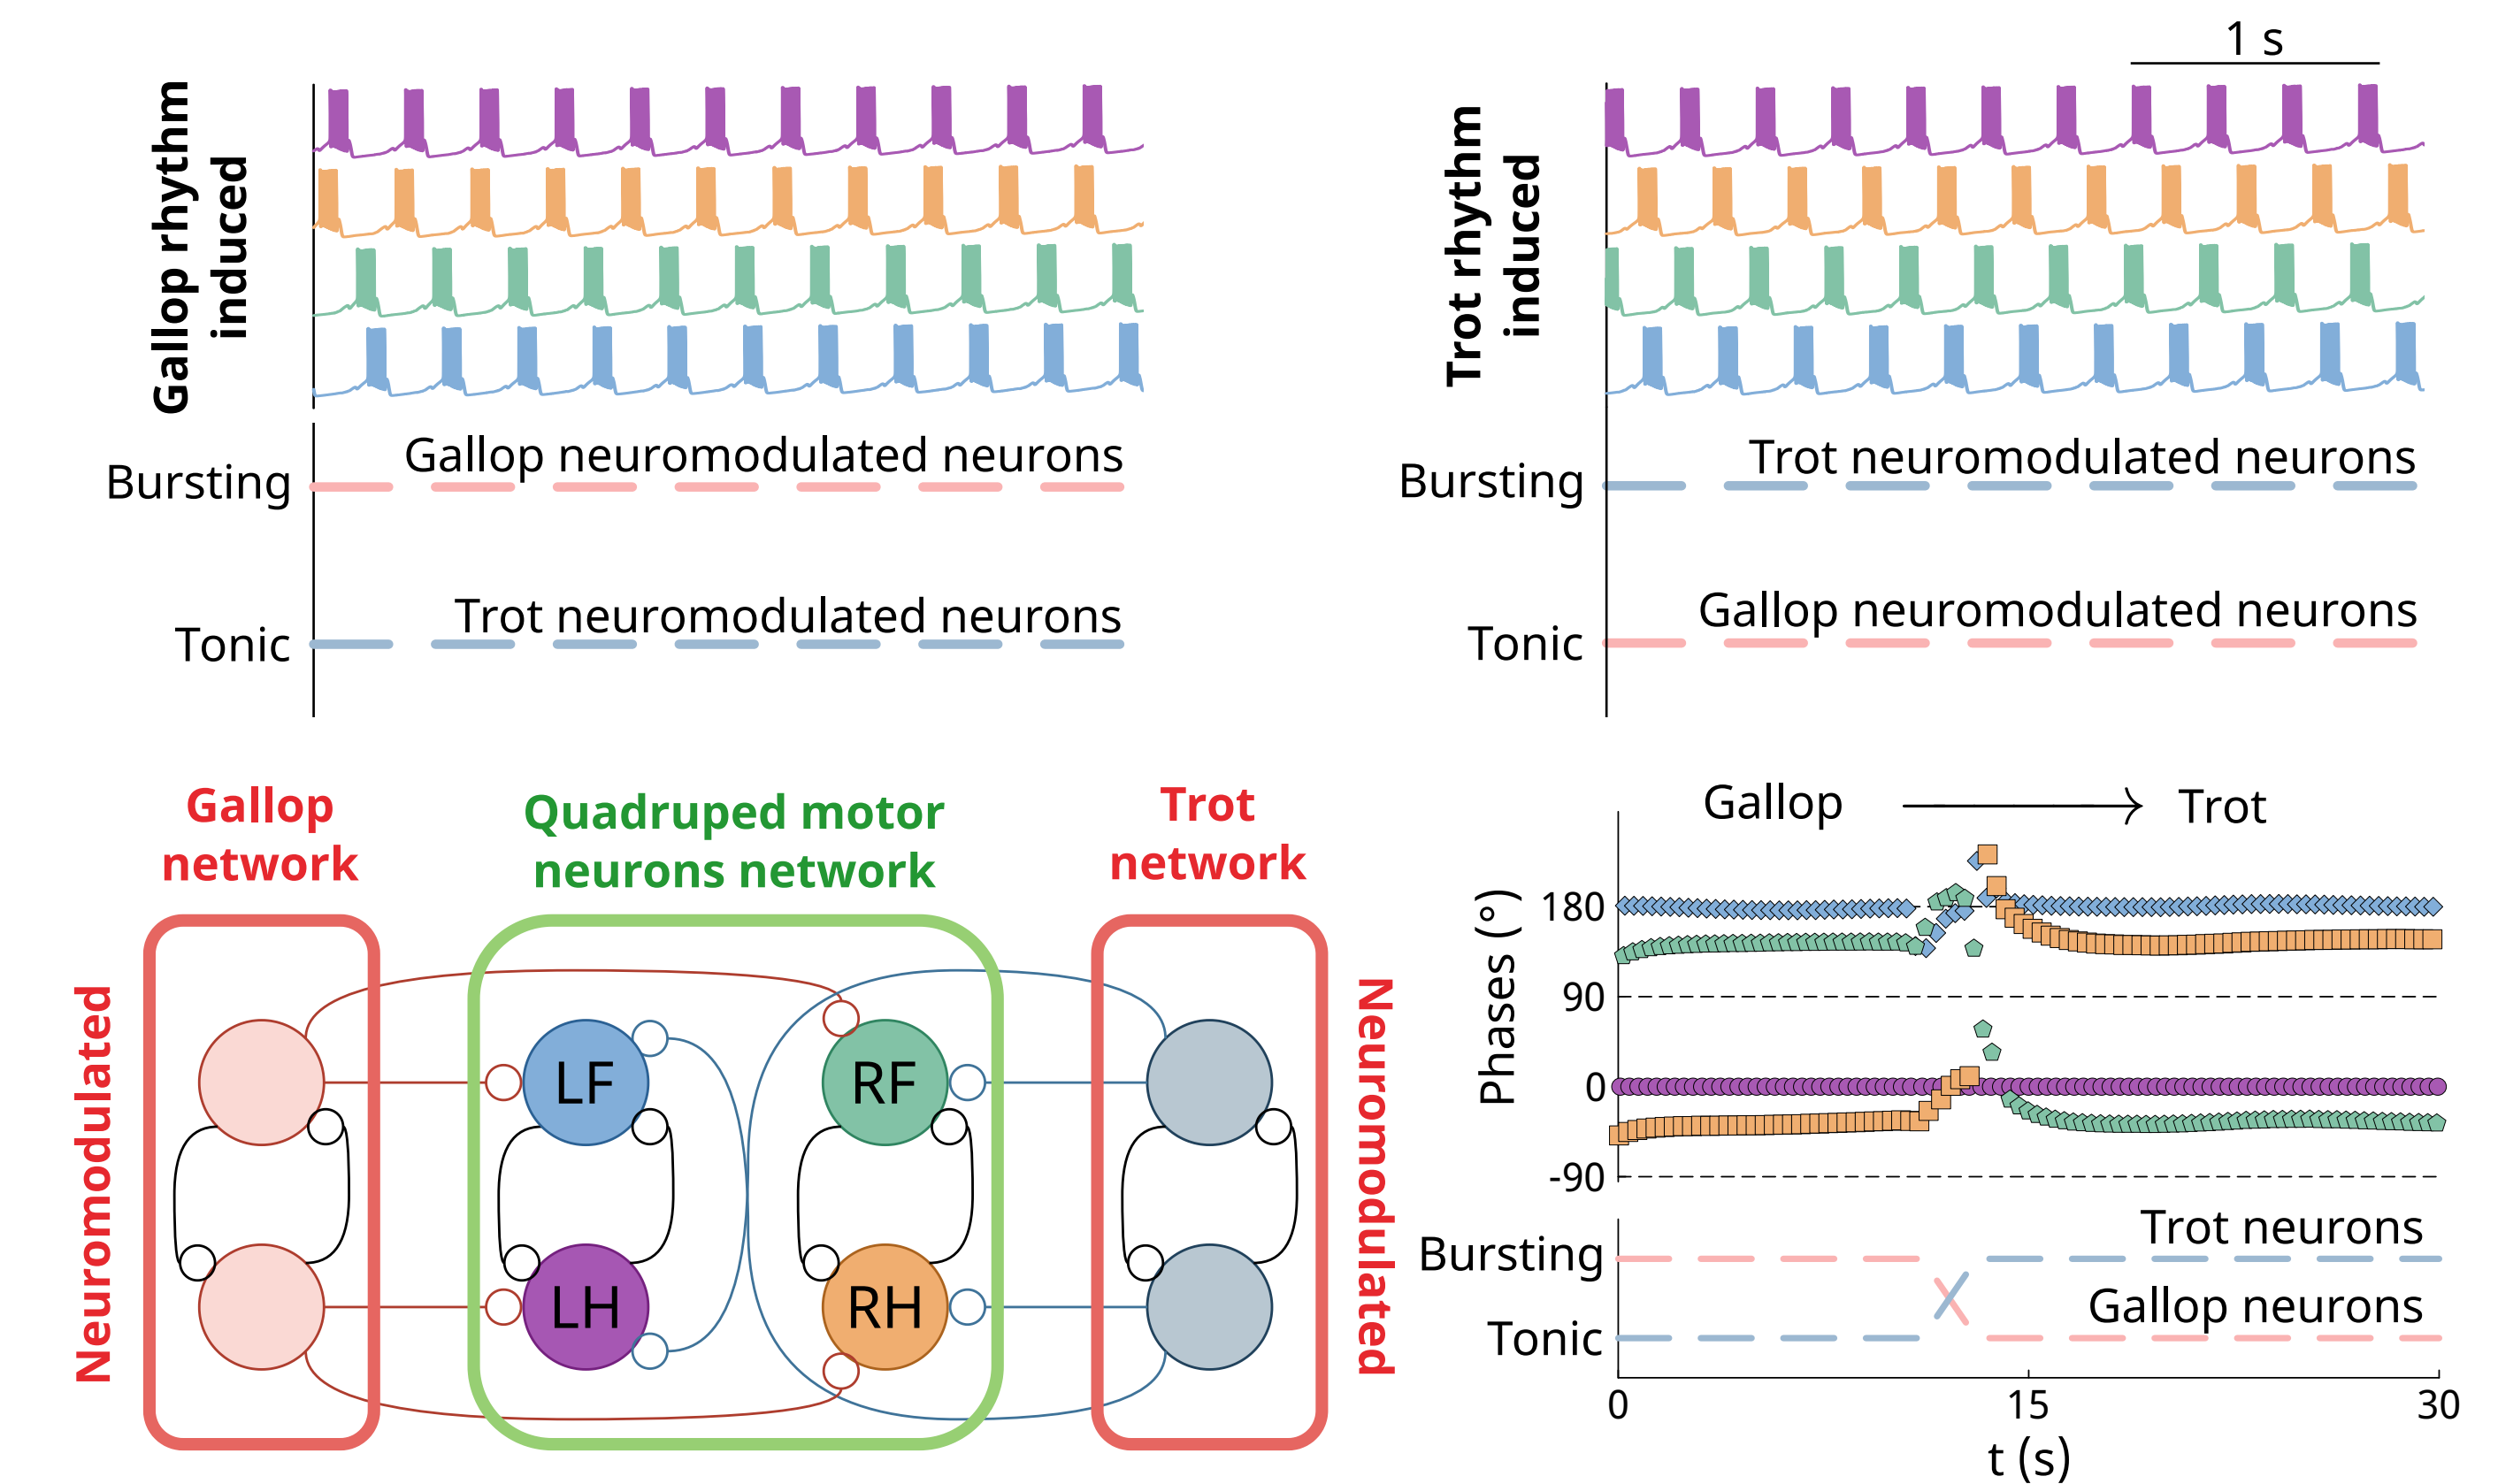 1 s
Gallop rhythm
induced
Trot rhythm
induced
Bursting
Gallop neuromodulated neurons
Tonic
Trot neuromodulated neurons
Bursting
Trot neuromodulated neurons
Tonic
Gallop neuromodulated neurons
Gallop
network
Quadruped motor
neurons network
Trot
network
Neuromodulated
LF
RF
LH
RH
Neuromodulated
Gallop
Trot
Phases (°)
180
90
0
-90
Bursting
Trot neurons
Gallop neurons
Tonic
0
15
30
t (s)